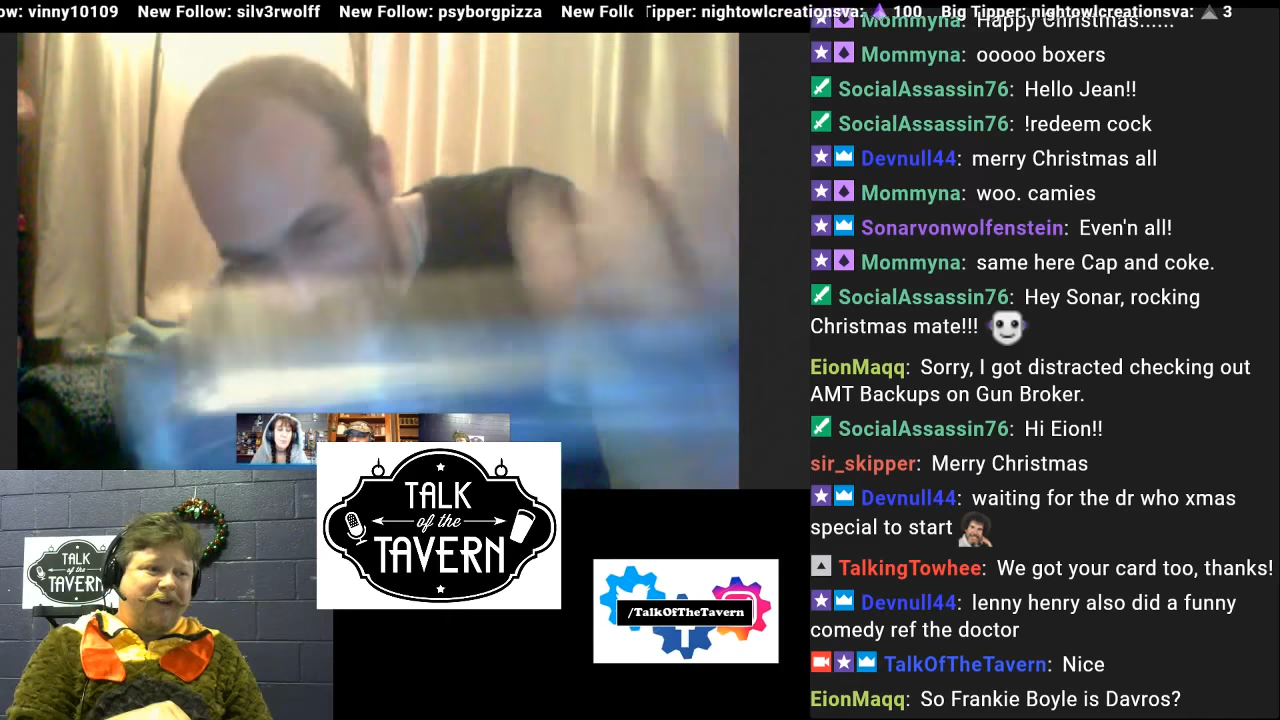 ow: vinny10109 New Follow: silv3rwolff New Follow: psyborgpizza New Follo Tipper: nightowlcreationsva: 100 Big Tipper: nightowlcreationsva: 3
Mommyna: Happy Christmas......
Mommyna: ooooo boxers
SocialAssassin76: Hello Jean!!
SocialAssassin76: !redeem cock
Devnull44: merry Christmas all
Mommyna: woo. camies
Sonarvonwolfenstein: Even'n all!
Mommyna: same here Cap and coke.
SocialAssassin76: Hey Sonar, rocking
Christmas mate!!!
EionMaqq: Sorry, I got distracted checking out
AMT Backups on Gun Broker.
SocialAssassin76: Hi Eion!!
sir_skipper: Merry Christmas
Devnull44: waiting for the dr who xmas
special to start
TalkingTowhee: We got your card too, thanks!
Devnull44: lenny henry also did a funny
comedy ref the doctor
TalkOfTheTavern: Nice
EionMaqq: So Frankie Boyle is Davros?
TALK
of the
TAVERN
TALK
of the
TAVERN
/TalkOfTheTavern